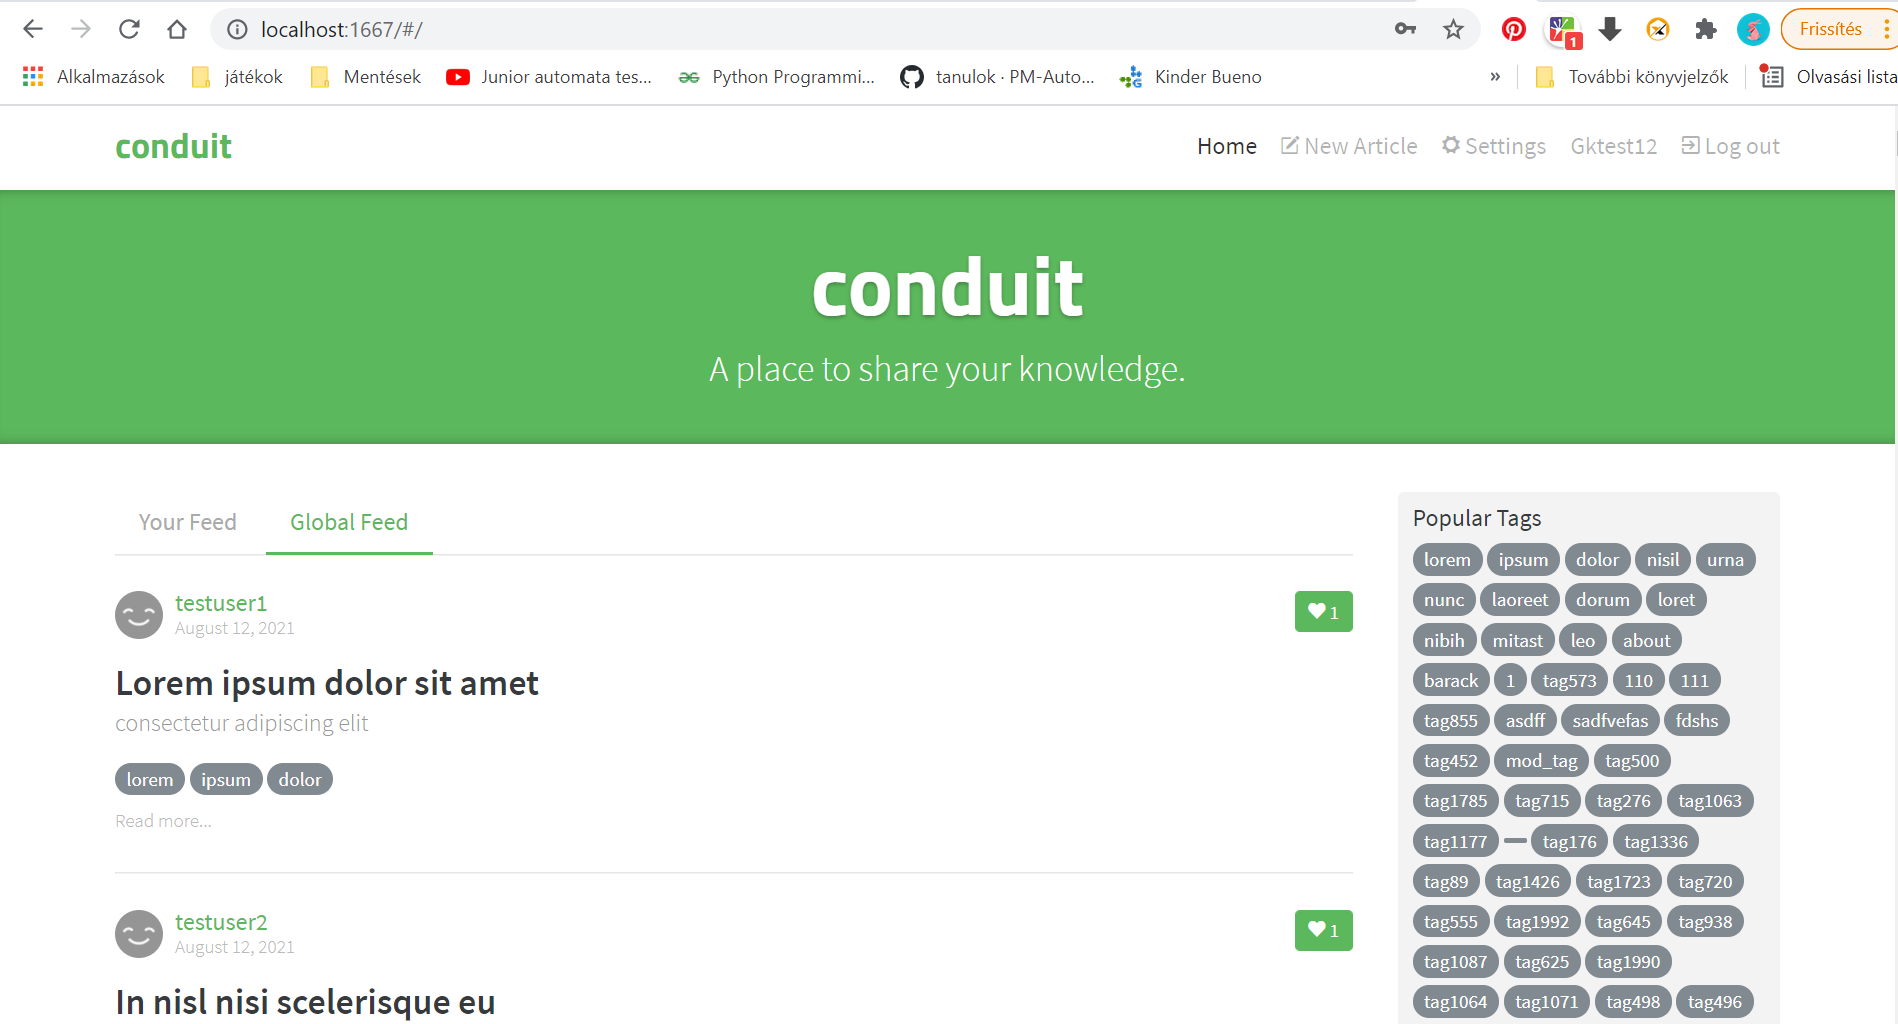 localhost:1667/#/
1
Frissítés
Alkalmazások játékok Mentések Junior automata tes... Python Programmi... tanulok · PM-Auto... Kinder Bueno » További könyvjelzők Olvasási lista
conduit
Home New Article Settings Gktest12 Log out
conduit
A place to share your knowledge.
Your Feed Global Feed
testuser1
August 12, 2021
1
Lorem ipsum dolor sit amet
consectetur adipiscing elit
lorem ipsum dolor
Read more...
testuser2
August 12, 2021
1
In nisl nisi scelerisque eu
Popular Tags
lorem ipsum dolor nisil urna
nunc laoreet dorum loret
nibih mitast leo about
barack 1 tag573 110 111
tag855 asdff sadfvefas fdshs
tag452 mod_tag tag500
tag1785 tag715 tag276 tag1063
tag1177 tag176 tag1336
tag89 tag1426 tag1723 tag720
tag555 tag1992 tag645 tag938
tag1087 tag625 tag1990
tag1064 tag1071 tag498 tag496